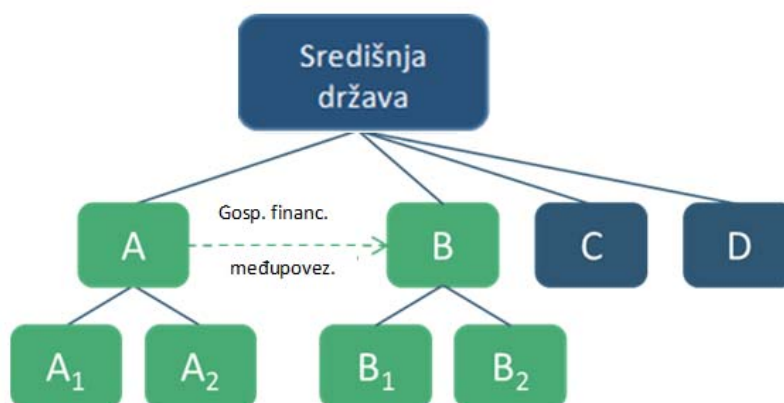 Središnja
država
Gosp. financ.
A
B
C
D
međupovez.
A₁
A₂
B₁
B₂